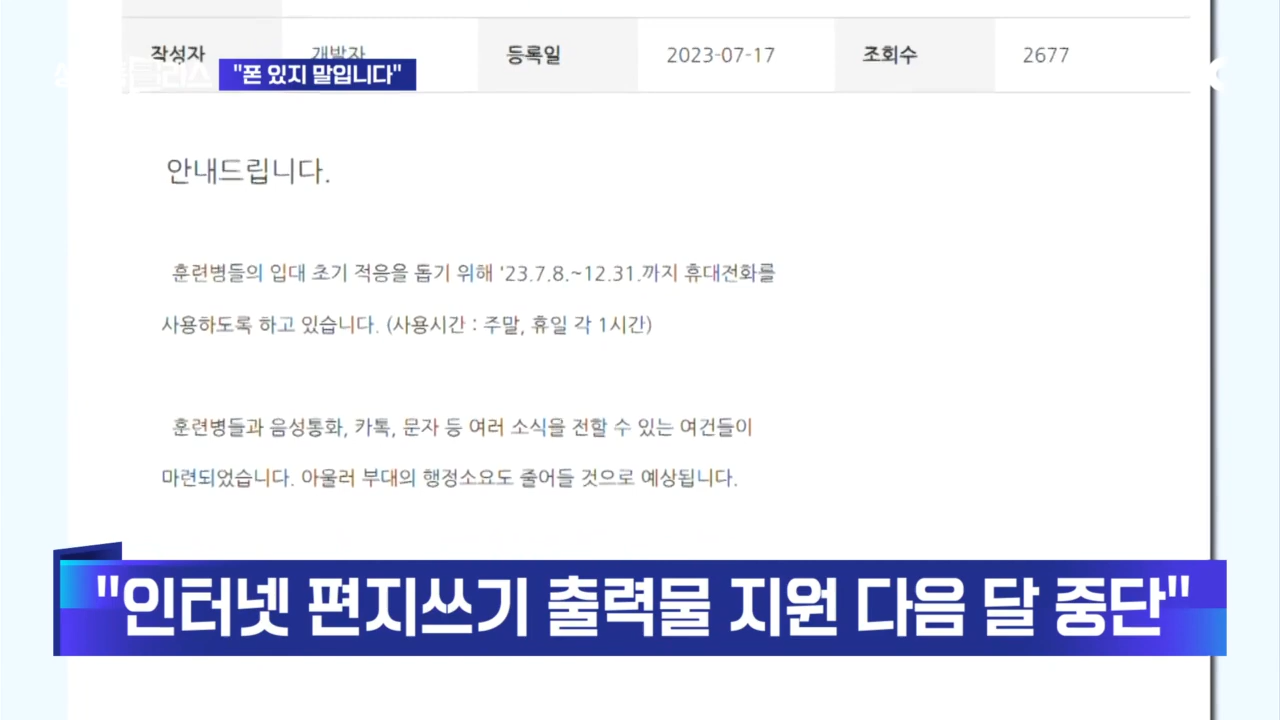 작성자 개발자 등록일 2023-07-17 조회수 2677
"폰 있지 말입니다"
안내드립니다.
훈련병들의 입대 초기 적응을 돕기 위해 '23.7.8.~12.31.까지 휴대전화를
사용하도록 하고 있습니다. (사용시간 : 주말, 휴일 각 1시간)
훈련병들과 음성통화, 카톡, 문자 등 여러 소식을 전할 수 있는 여건들이
마련되었습니다. 아울러 부대의 행정소요도 줄어들 것으로 예상됩니다.
"인터넷 편지쓰기 출력물 지원 다음 달 중단"